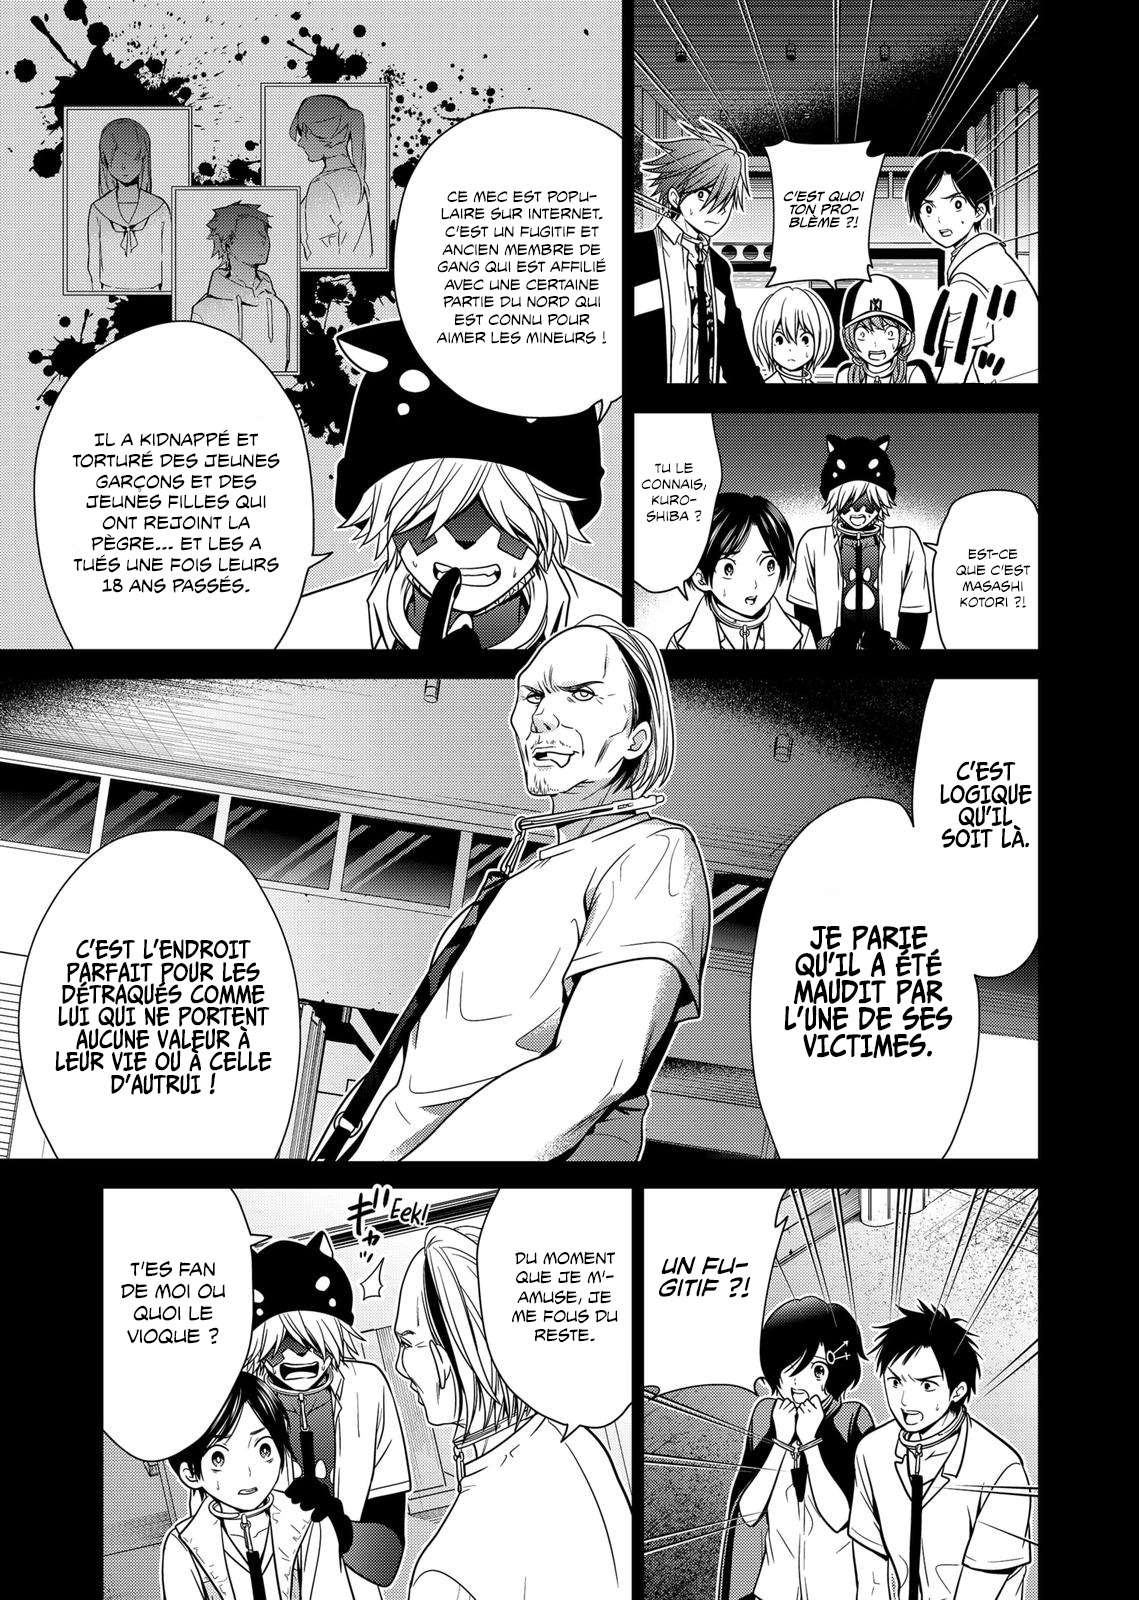 C'EST QUOI
TON PRO-
BLÈME ?!
TU LE
CONNAIS,
KURO-
SHIBA ?
EST-CE
QUE C'EST
MASASHI
KOTORI ?!
CE MEC EST POPU-
LAIRE SUR INTERNET.
C'EST UN FUGITIF ET
ANCIEN MEMBRE DE
GANG QUI EST AFFILIÉ
AVEC UNE CERTAINE
PARTIE DU NORD QUI
EST CONNU POUR
AIMER LES MINEURS !
IL A KIDNAPPÉ ET
TORTURÉ DES JEUNES
GARÇONS ET DES
JEUNES FILLES QUI
ONT REJOINT LA
PÈGRE... ET LES A
TUÉS UNE FOIS LEURS
18 ANS PASSÉS.
C'EST
LOGIQUE
QU'IL
SOIT LÀ.
JE PARIE
QU'IL A ÉTÉ
MAUDIT PAR
L'UNE DE SES
VICTIMES.
C'EST L'ENDROIT
PARFAIT POUR LES
DÉTRAQUÉS COMME
LUI QUI NE PORTENT
AUCUNE VALEUR À
LEUR VIE OU À CELLE
D'AUTRUI !
UN FU-
GITIF ?!
DU MOMENT
QUE JE M'-
AMUSE, JE
ME FOUS DU
RESTE.
ギャッ
Eek!
T'ES FAN
DE MOI OU
QUOI LE
VIOQUE ?